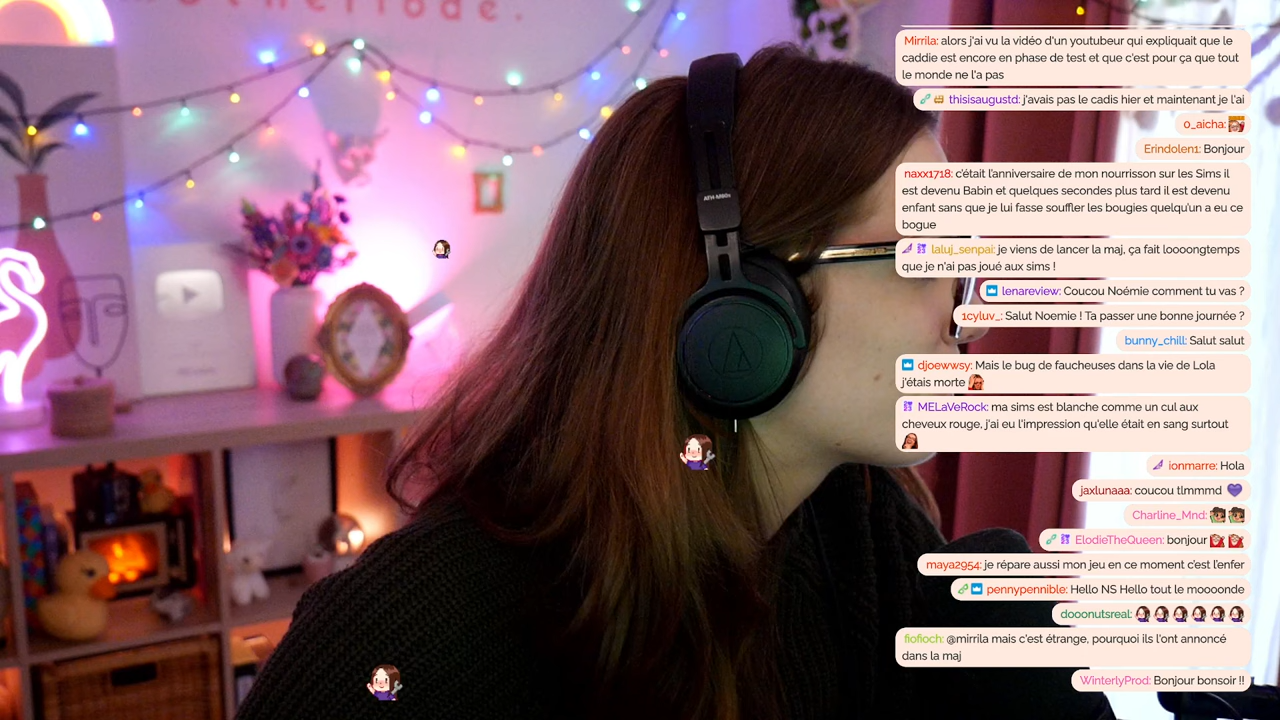 motherlode.
Mirrila: alors j'ai vu la vidéo d'un youtubeur qui expliquait que le
caddie est encore en phase de test et que c'est pour ça que tout
le monde ne l'a pas
thisisaugustd: j'avais pas le cadis hier et maintenant je l'ai
0_aicha:
Erindolen1: Bonjour
naxx1718: c'était l'anniversaire de mon nourrisson sur les Sims il
est devenu Babin et quelques secondes plus tard il est devenu
enfant sans que je lui fasse souffler les bougies quelqu'un a eu ce
bogue
laluj_senpai: je viens de lancer la maj, ça fait looongtemps
que je n'ai pas joué aux sims !
lenareview: Coucou Noémie comment tu vas ?
1cyluv_: Salut Noemie ! Ta passer une bonne journée ?
bunny_chill: Salut salut
djoewwsy: Mais le bug de faucheuses dans la vie de Lola
j'étais morte
MELaVeRock: ma sims est blanche comme un cul aux
cheveux rouge, j'ai eu l'impression qu'elle était en sang surtout
ionmarre: Hola
jaxlunaaa: coucou tlmmmd
Charline_Mnd:
ElodieTheQueen: bonjour
maya2954: je répare aussi mon jeu en ce moment c'est l'enfer
pennypennible: Hello NS Hello tout le moooonde
dooonutsreal:
fiofioch: @mirrila mais c'est étrange, pourquoi ils l'ont annoncé
dans la maj
WinterlyProd: Bonjour bonsoir !!